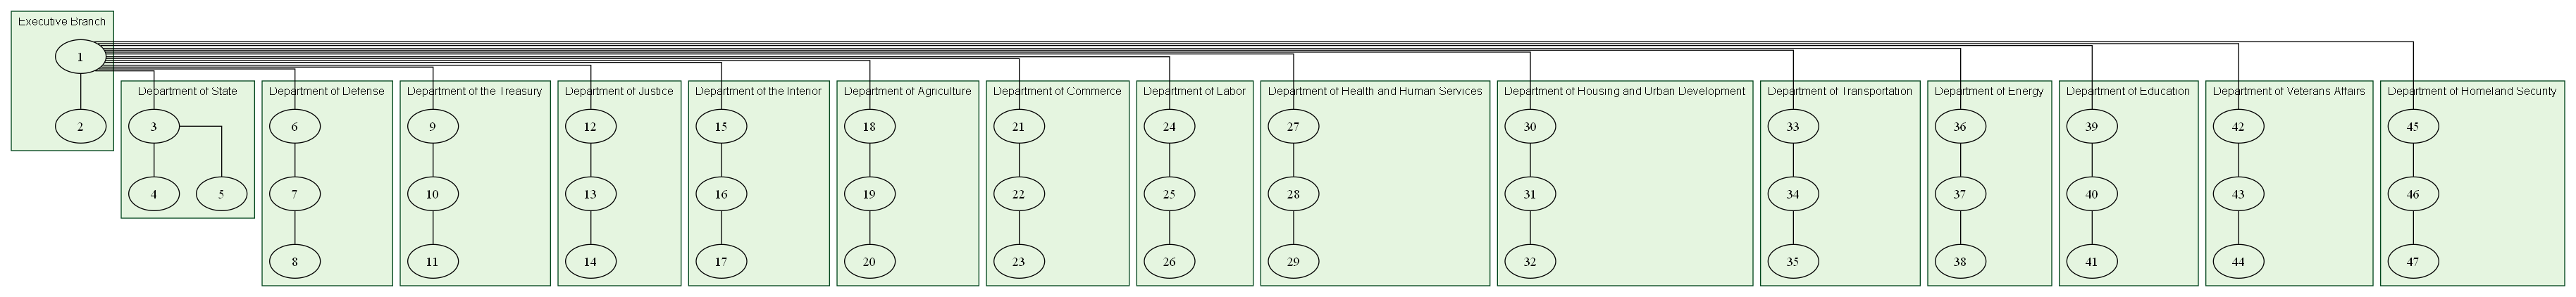 Executive Branch
1
Department of State
Department of Defense
Department of the Treasury
Department of Justice
Department of the Interior
Department of Agriculture
Department of Commerce
Department of Labor
Department of Health and Human Services
Department of Housing and Urban Development
Department of Transportation
Department of Energy
Department of Education
Department of Veterans Affairs
Department of Homeland Security
2
3
6
9
12
15
18
21
24
27
30
33
36
39
42
45
4
5
7
10
13
16
19
22
25
28
31
34
37
40
43
46
8
11
14
17
20
23
26
29
32
35
38
41
44
47